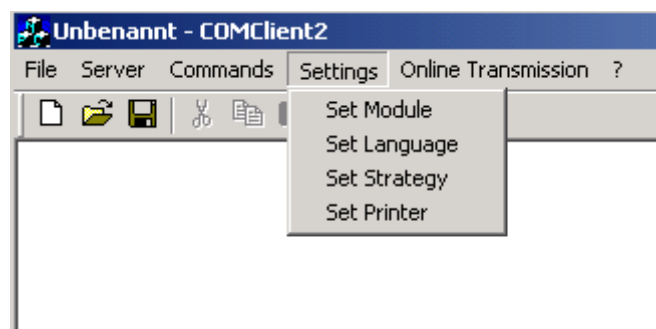 Unbenannt - COMClient2
File Server Commands Settings Online Transmission ?
Set Module
Set Language
Set Strategy
Set Printer